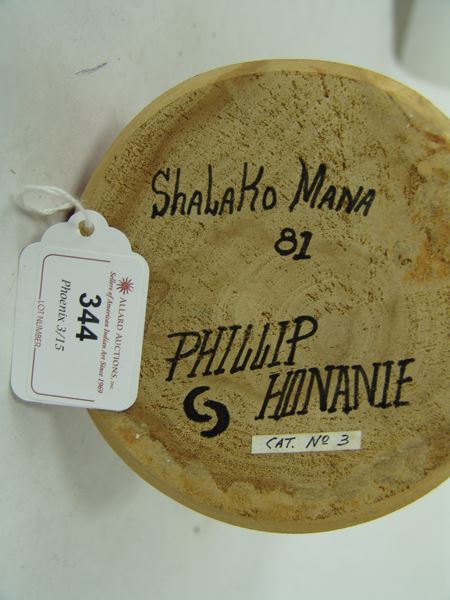 ShaLaKo MANA
81
PHILLIP
HONANIE
CAT. No 3
ALLARD AUCTIONS, INC
Sellers of American Indian Art Since 1969
344
Phoenix 3/15
LOT NUMBER